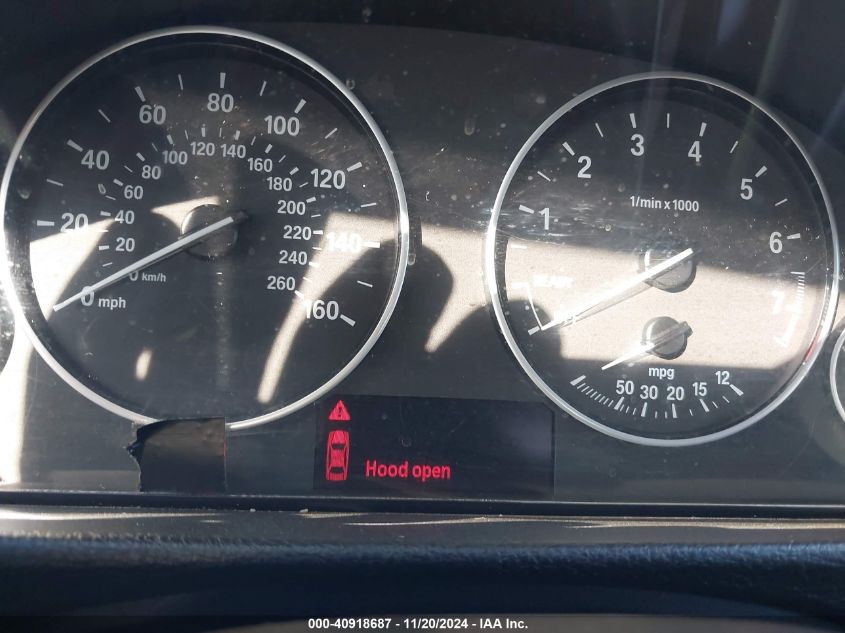 20 40 60 80 100 120 140 160
20 40 60 80 100 120 140 160 180 200 220 240 260
0 km/h
0 mph
1 2 3 4 5 6 7
1/min x 1000
READY
mpg
50 30 20 15 12
Hood open
000-40918687 - 11/20/2024 - IAA Inc.